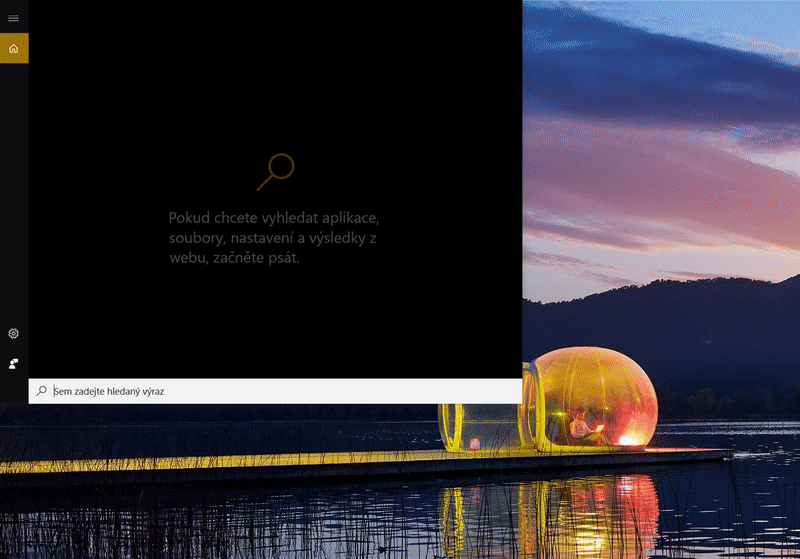 Pokud chcete vyhledat aplikace,
soubory, nastavení a výsledky z
webu, začněte psát.
Sem zadejte hledaný výraz